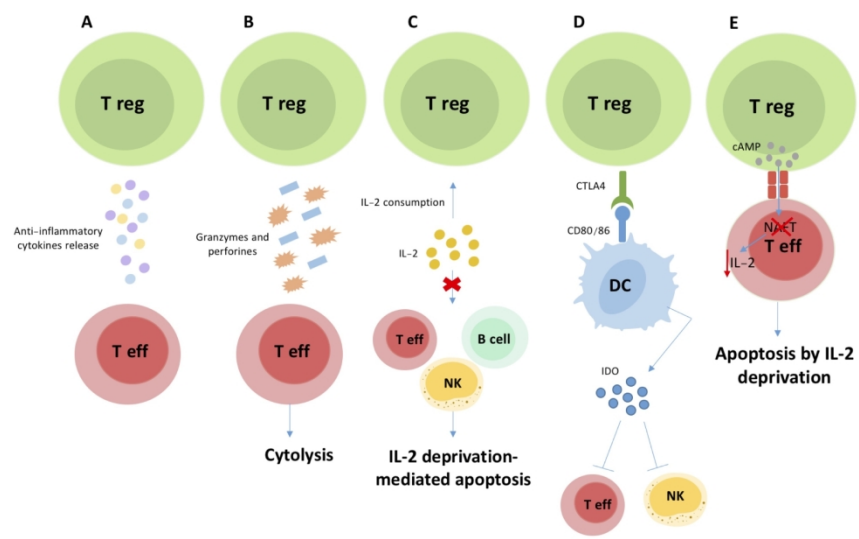 A
B
C
D
E
T reg
T reg
T reg
T reg
T reg
cAMP
Anti-inflammatory
cytokines release
Granzymes and
perforines
IL-2 consumption
IL-2
CTLA4
CD80/86
DC
NAFT
T eff
IL-2
T eff
T eff
T eff
B cell
NK
Apoptosis by IL-2
deprivation
IDO
Cytolysis
IL-2 deprivation-
mediated apoptosis
T eff
NK